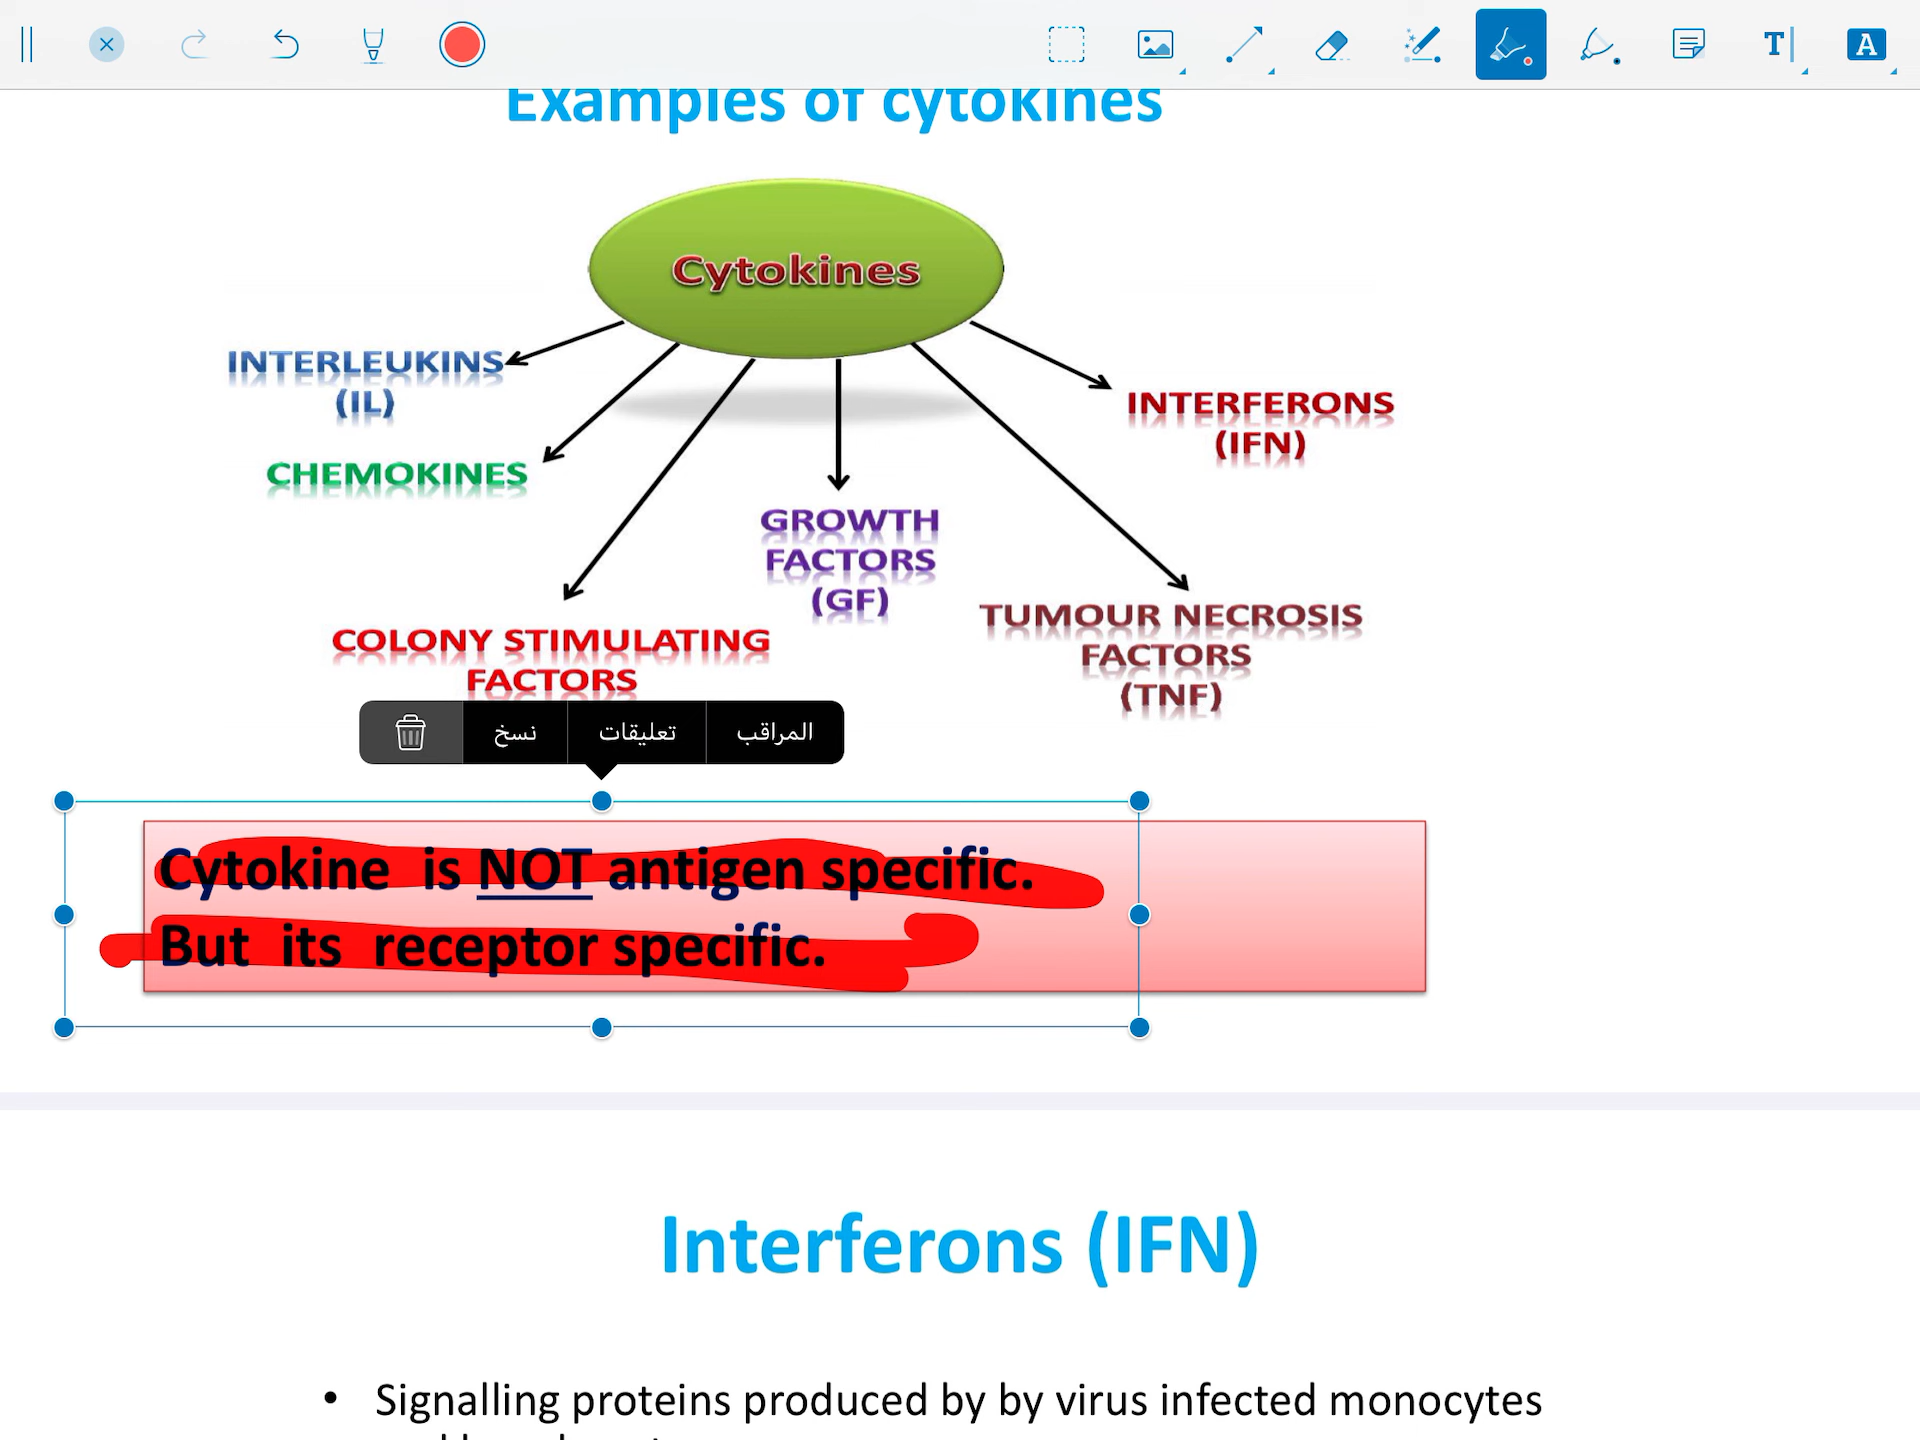 Examples of cytokines
Cytokines
INTERLEUKINS
(IL)
CHEMOKINES
COLONY STIMULATING
FACTORS
GROWTH
FACTORS
(GF)
TUMOUR NECROSIS
FACTORS
(TNF)
INTERFERONS
(IFN)
نسخ
تعليقات
المراقب
Cytokine is NOT antigen specific.
But its receptor specific.
Interferons (IFN)
• Signalling proteins produced by by virus infected monocytes
T
A